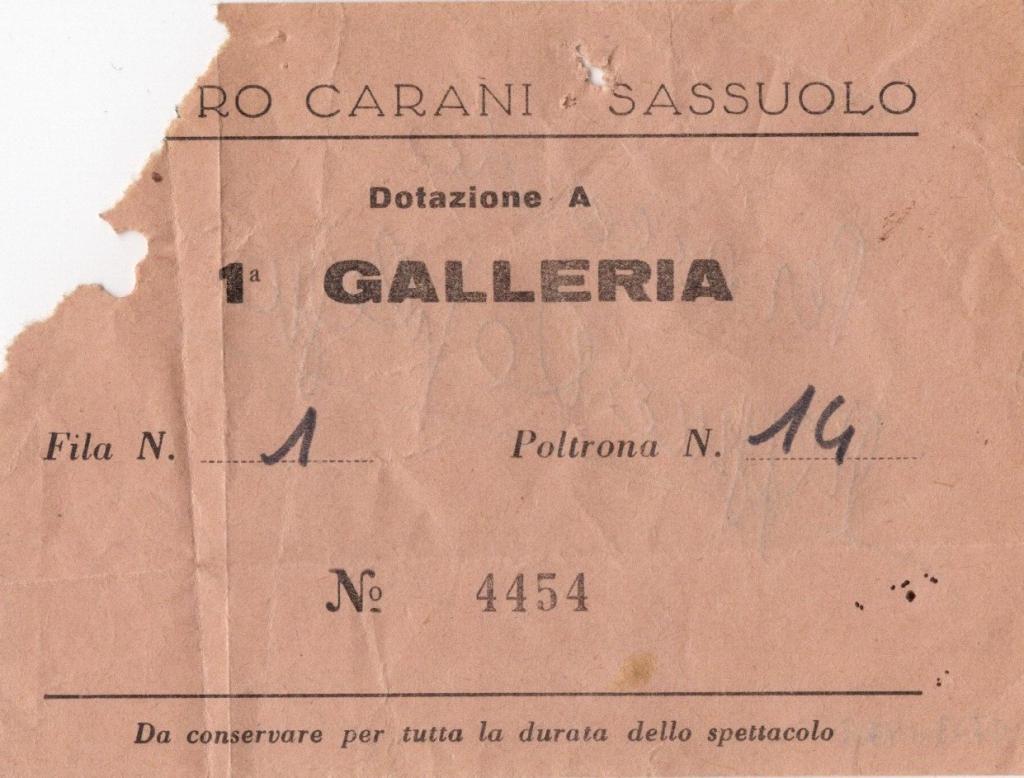 RO CARANI - SASSUOLO
Dotazione A
1ª GALLERIA
Fila N. 1 Poltrona N. 14
Nº 4454
Da conservare per tutta la durata dello spettacolo